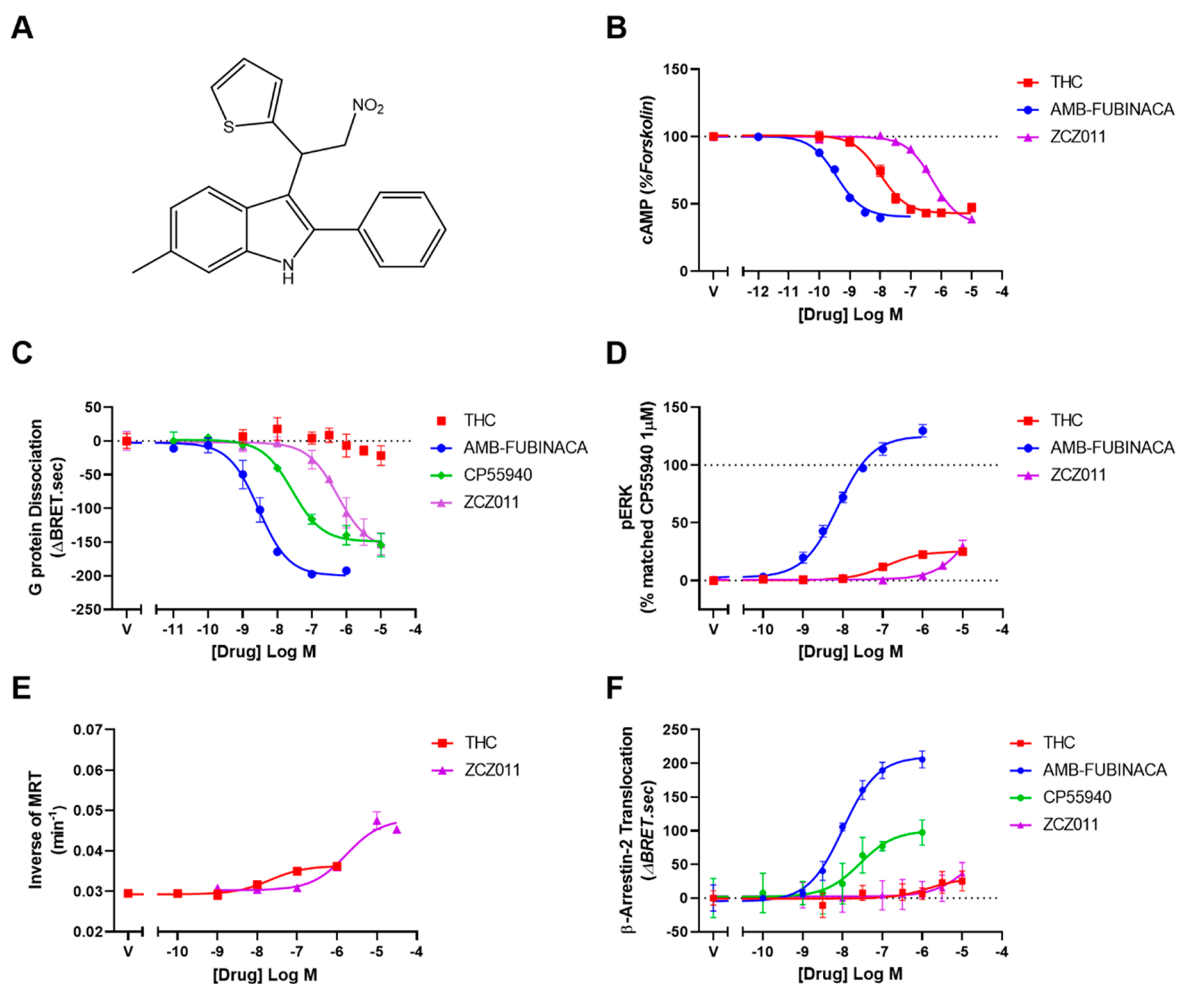 A
S
NO2
N
H
B
cAMP (%Forskolin)
150
100
50
0
V -12 -11 -10 -9 -8 -7 -6 -5 -4
[Drug] Log M
THC
AMB-FUBINACA
ZCZ011
C
G protein Dissociation
(ΔBRET.sec)
50
0
-50
-100
-150
-200
-250
V -11 -10 -9 -8 -7 -6 -5 -4
[Drug] Log M
THC
AMB-FUBINACA
CP55940
ZCZ011
D
pERK
(% matched CP55940 1μM)
150
100
50
0
V -10 -9 -8 -7 -6 -5 -4
[Drug] Log M
THC
AMB-FUBINACA
ZCZ011
E
Inverse of MRT
(min-1)
0.07
0.06
0.05
0.04
0.03
0.02
V -10 -9 -8 -7 -6 -5 -4
[Drug] Log M
THC
ZCZ011
F
β-Arrestin-2 Translocation
(ΔBRET.sec)
250
200
150
100
50
0
-50
V -10 -9 -8 -7 -6 -5 -4
[Drug] Log M
THC
AMB-FUBINACA
CP55940
ZCZ011